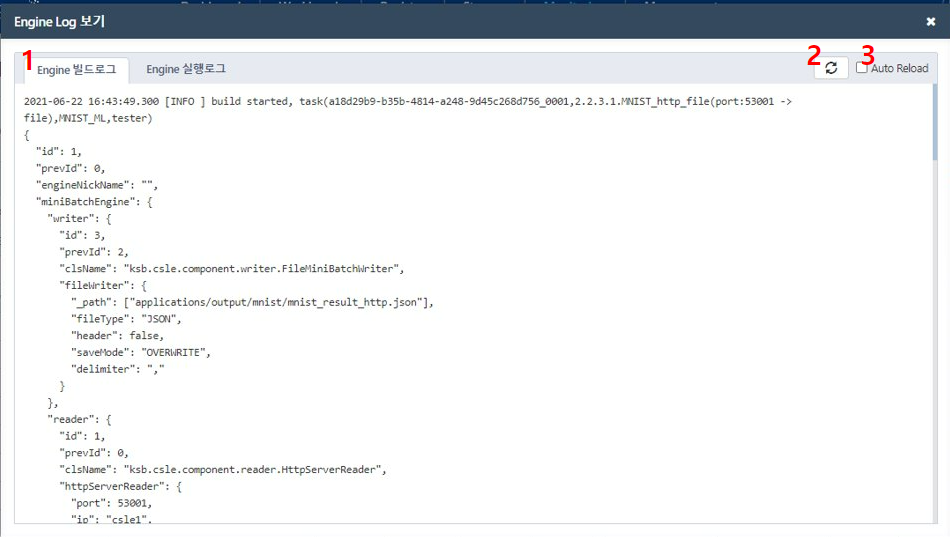 Engine Log 보기
1
Engine 빌드로그
Engine 실행로그
2
3
Auto Reload
2021-06-22 16:43:49.300 [INFO ] build started, task(a18d29b9-b35b-4814-a248-9d45c268d756_0001,2.2.3.1.MNIST_http_file(port:53001 ->
file),MNIST_ML,tester)
{
"id": 1,
"prevId": 0,
"engineNickName": "",
"miniBatchEngine": {
"writer": {
"id": 3,
"prevId": 2,
"clsName": "ksb.csle.component.writer.FileMiniBatchWriter",
"fileWriter": {
"_path": ["applications/output/mnist/mnist_result_http.json"],
"fileType": "JSON",
"header": false,
"saveMode": "OVERWRITE",
"delimiter": ","
}
},
"reader": {
"id": 1,
"prevId": 0,
"clsName": "ksb.csle.component.reader.HttpServerReader",
"httpServerReader": {
"port": 53001,
"ip": "csle1",